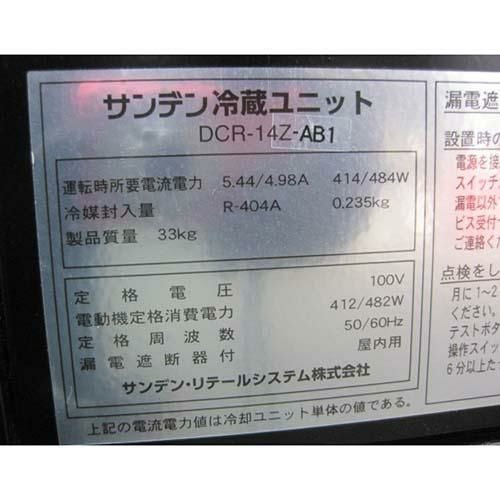 サンデン冷蔵ユニット
DCR-14Z-AB1
運転時所要電流電力 5.44/4.98A 414/484W
冷媒封入量 R-404A 0.235kg
製品質量 33kg
定格電圧 100V
電動機定格消費電力 412/482W
定格周波数 50/60Hz
漏電遮断器付 屋内用
サンデン・リテールシステム株式会社
上記の電流電力値は冷却ユニット単体の値である。
漏電遮
設置時の
電源を接
スイッチ
漏電以外
ビス受付
ご連絡くだ
点検をし
月に1~2
ください。
テストボタ
操作スイッ
6分以上たっ